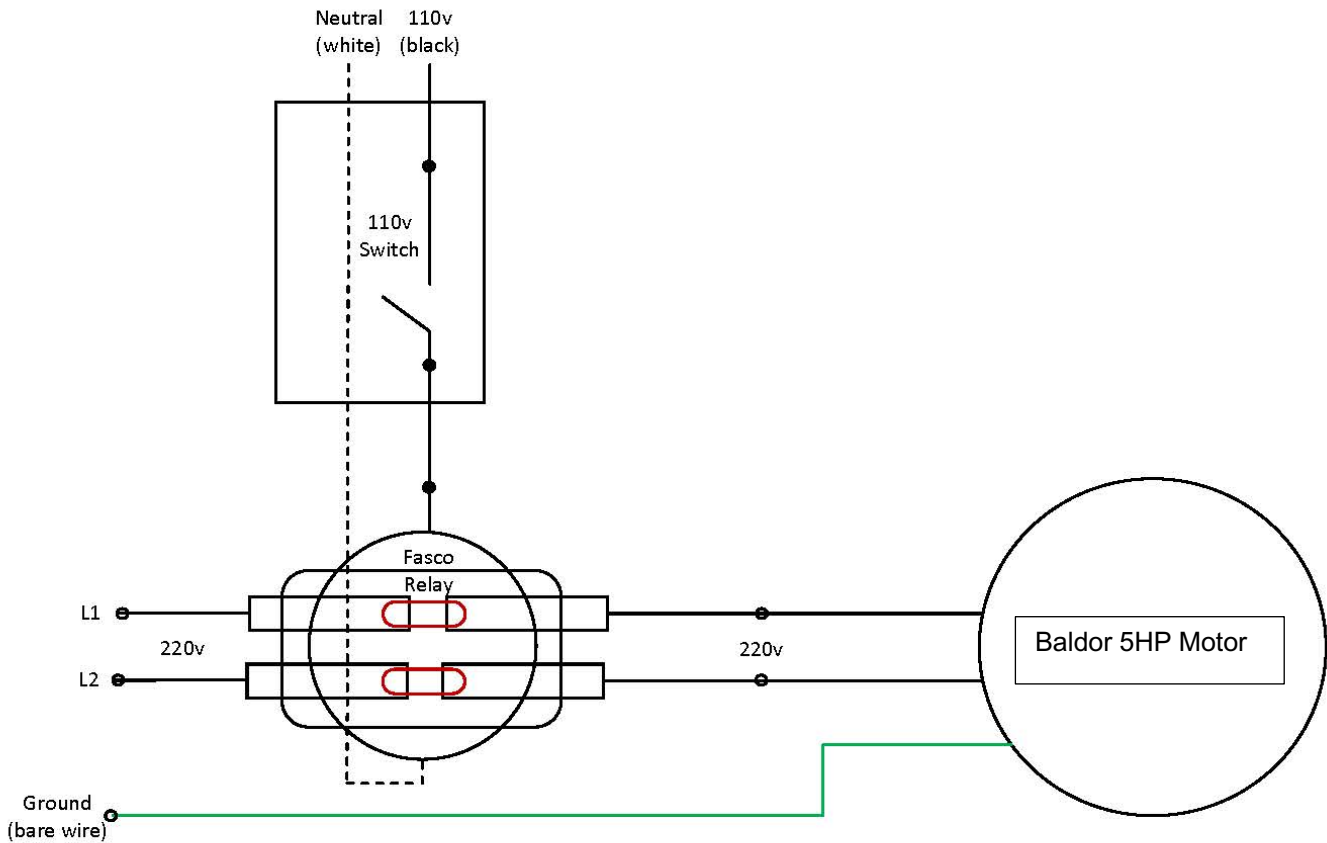 Neutral
(white)
110v
(black)
110v
Switch
Fasco
Relay
L1
220v
220v
L2
Baldor 5HP Motor
Ground
(bare wire)